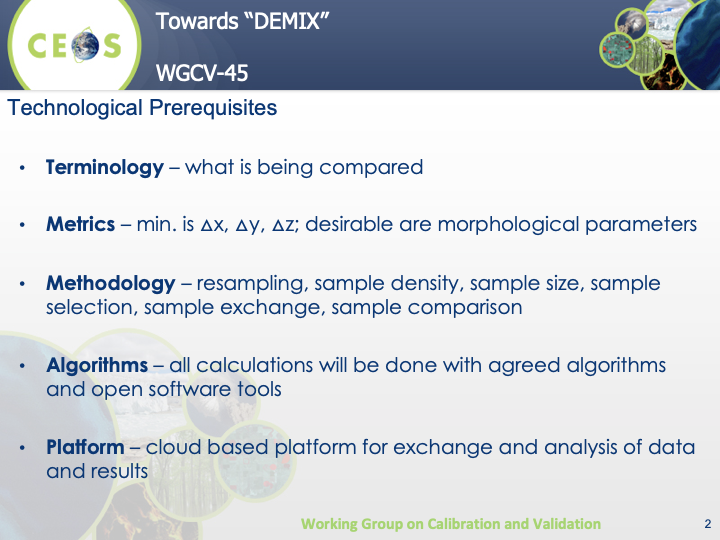 CEOS
Towards “DEMIX”
WGCV-45
Technological Prerequisites
• Terminology – what is being compared
• Metrics – min. is Δx, Δy, Δz; desirable are morphological parameters
• Methodology – resampling, sample density, sample size, sample
selection, sample exchange, sample comparison
• Algorithms – all calculations will be done with agreed algorithms
and open software tools
• Platform – cloud based platform for exchange and analysis of data
and results
Working Group on Calibration and Validation
2